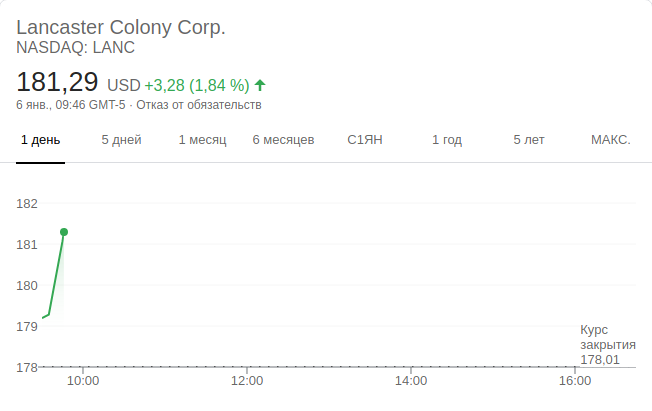 Lancaster Colony Corp.
NASDAQ: LANC
181,29 USD +3,28 (1,84 %)
6 янв., 09:46 GMT-5 · Отказ от обязательств
1 день 5 дней 1 месяц 6 месяцев С1ЯН 1 год 5 лет МАКС.
182
181
180
179
178
Курс
закрытия
178,01
10:00 12:00 14:00 16:00